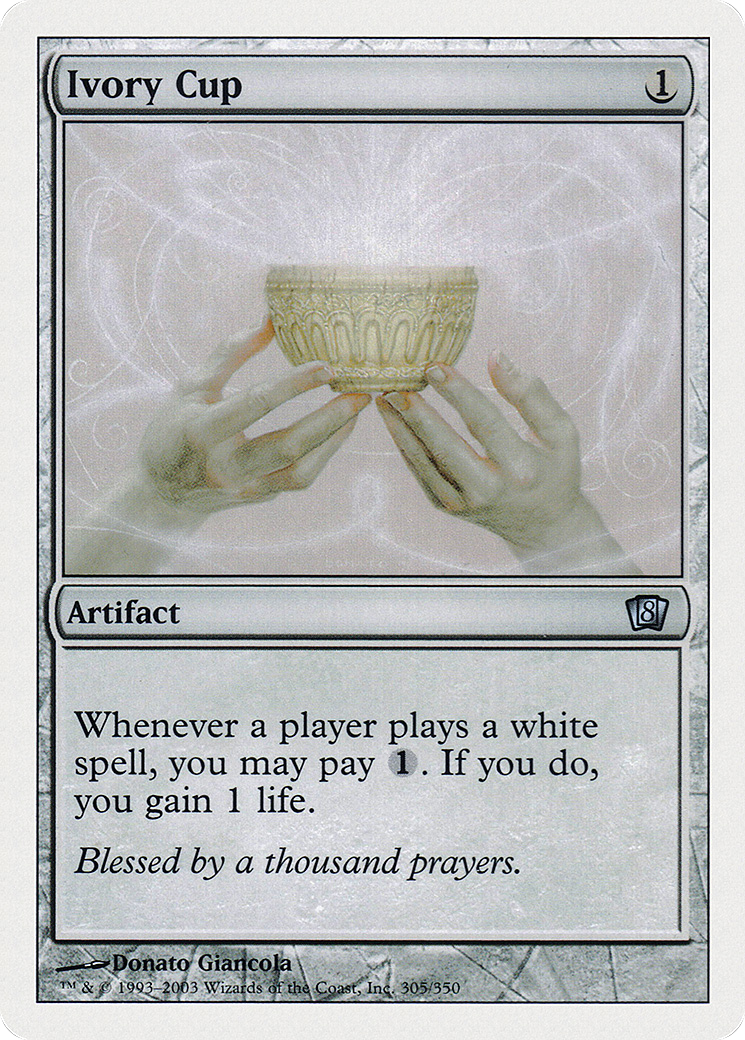 Ivory Cup 1
Artifact 8
Whenever a player plays a white
spell, you may pay 1. If you do,
you gain 1 life.
Blessed by a thousand prayers.
Donato Giancola
™ & © 1993–2003 Wizards of the Coast, Inc. 305/350